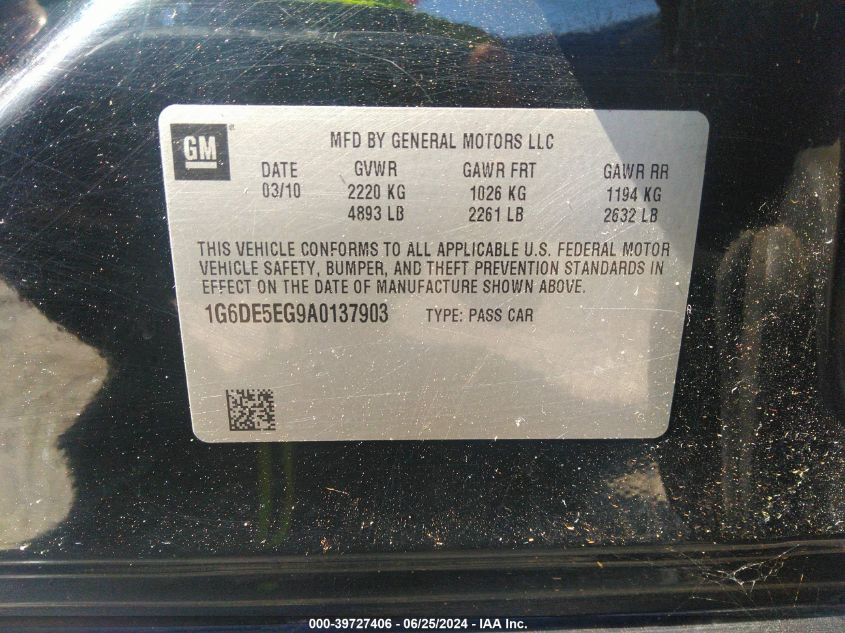 GM ®
MFD BY GENERAL MOTORS LLC
DATE GVWR GAWR FRT GAWR RR
03/10 2220 KG 1026 KG 1194 KG
4893 LB 2261 LB 2632 LB
THIS VEHICLE CONFORMS TO ALL APPLICABLE U.S. FEDERAL MOTOR
VEHICLE SAFETY, BUMPER, AND THEFT PREVENTION STANDARDS IN
EFFECT ON THE DATE OF MANUFACTURE SHOWN ABOVE.
1G6DE5EG9A0137903 TYPE: PASS CAR
000-39727406 - 06/25/2024 - IAA Inc.